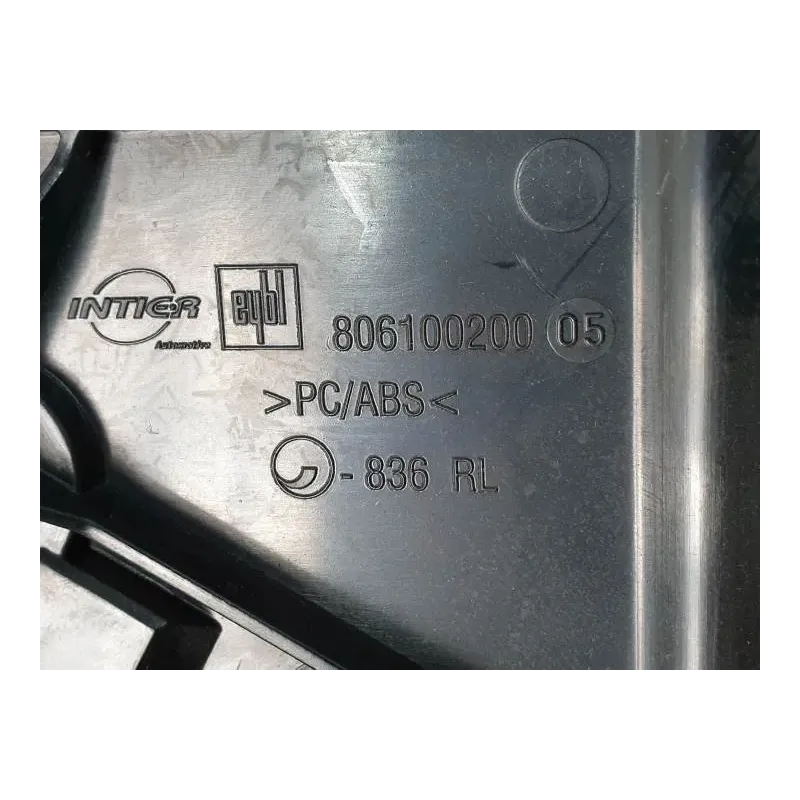 INTIER
Automotive
eybl
806100200 05
>PC/ABS<
- 836 RL